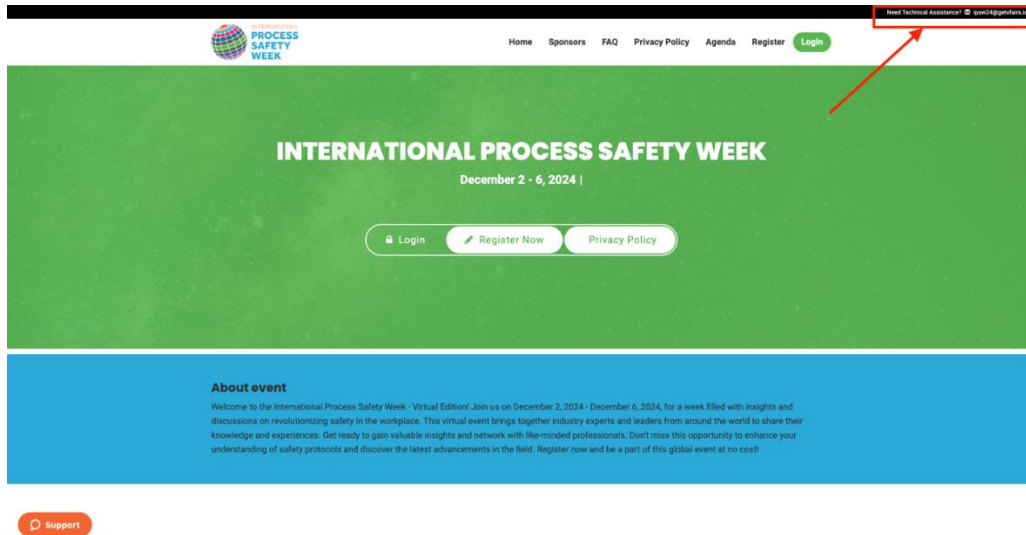 Need Technical Assistance? ipsw24@getvfairs.io
INTERNATIONAL
PROCESS
SAFETY
WEEK
Home Sponsors FAQ Privacy Policy Agenda Register Login
INTERNATIONAL PROCESS SAFETY WEEK
December 2 - 6, 2024 |
Login Register Now Privacy Policy
About event
Welcome to the International Process Safety Week - Virtual Edition! Join us on December 2, 2024 - December 6, 2024, for a week filled with insights and
discussions on revolutionizing safety in the workplace. This virtual event brings together industry experts and leaders from around the world to share their
knowledge and experiences. Get ready to gain valuable insights and network with like-minded professionals. Don't miss this opportunity to enhance your
understanding of safety protocols and discover the latest advancements in the field. Register now and be a part of this global event at no cost!
Support